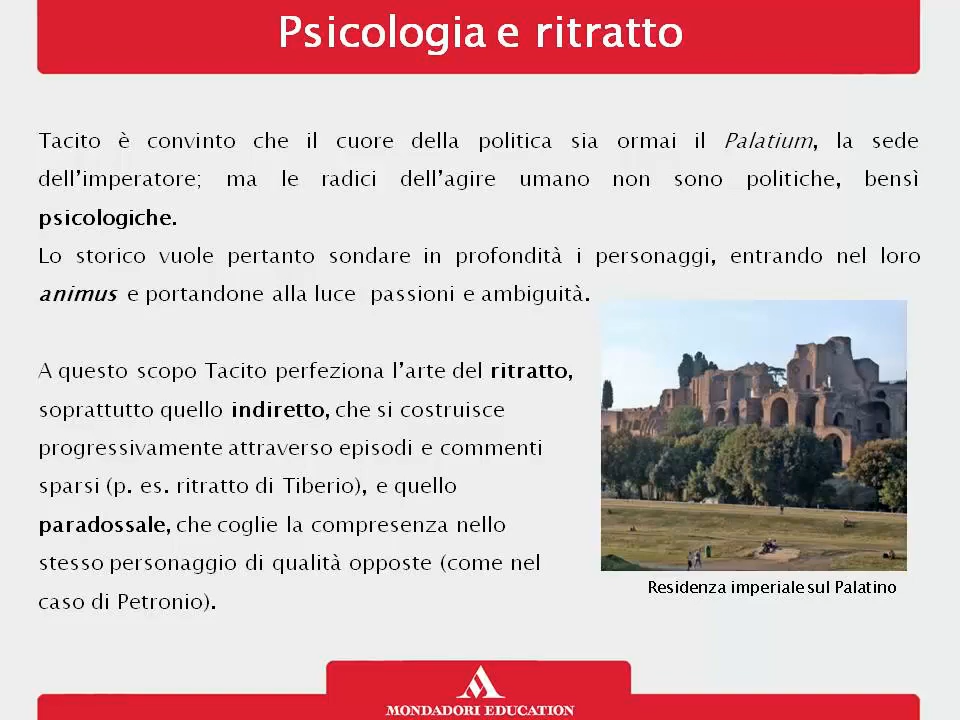 Psicologia e ritratto
Tacito è convinto che il cuore della politica sia ormai il Palatium, la sede
dell'imperatore; ma le radici dell'agire umano non sono politiche, bensì
psicologiche.
Lo storico vuole pertanto sondare in profondità i personaggi, entrando nel loro
animus e portandone alla luce passioni e ambiguità.
A questo scopo Tacito perfeziona l'arte del ritratto,
soprattutto quello indiretto, che si costruisce
progressivamente attraverso episodi e commenti
sparsi (p. es. ritratto di Tiberio), e quello
paradossale, che coglie la compresenza nello
stesso personaggio di qualità opposte (come nel
caso di Petronio).
Residenza imperiale sul Palatino
MONDADORI EDUCATION